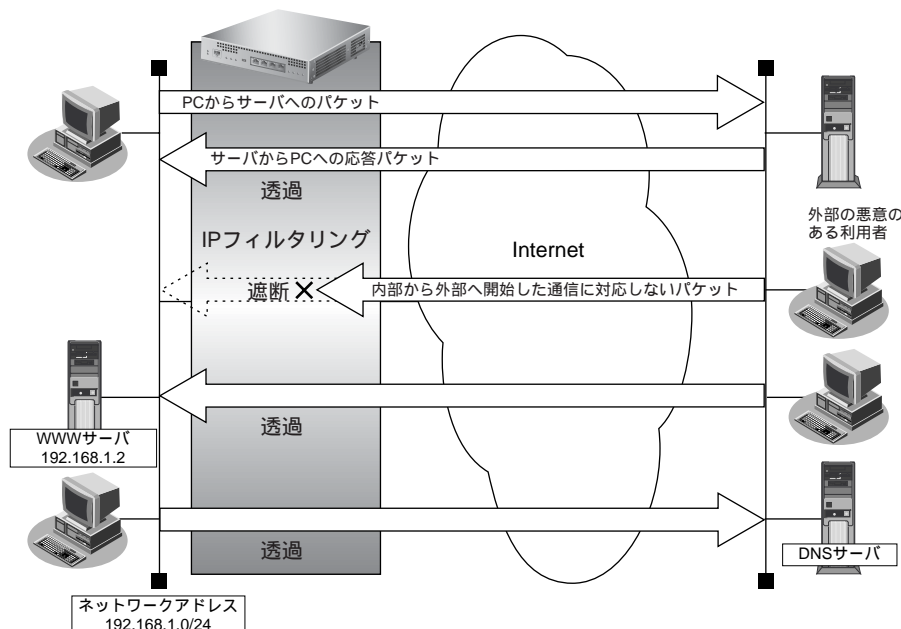 PCからサーバへのパケット
サーバからPCへの応答パケット
透過
外部の悪意の
ある利用者
IPフィルタリング
Internet
遮断
内部から外部へ開始した通信に対応しないパケット
透過
WWWサーバ
192.168.1.2
透過
DNSサーバ
ネットワークアドレス
192.168.1.0/24